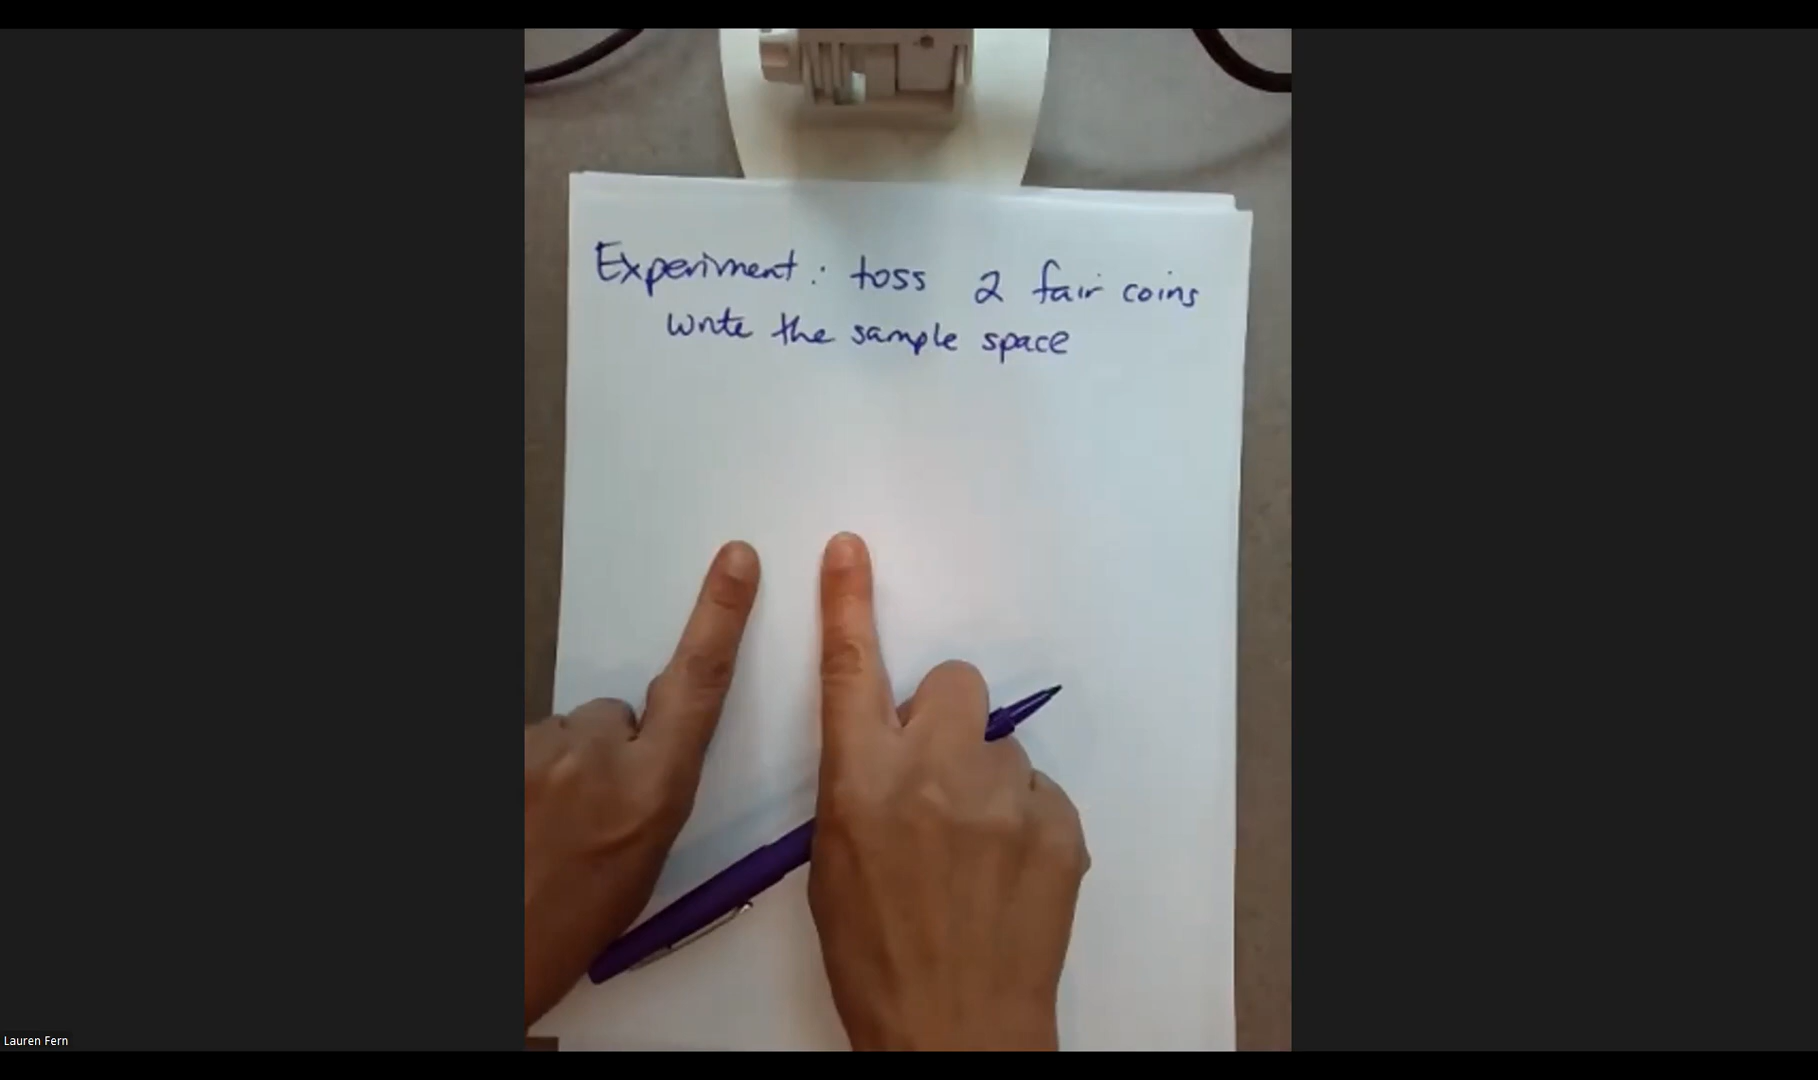 Experiment: toss 2 fair coins
write the sample space
Lauren Fern